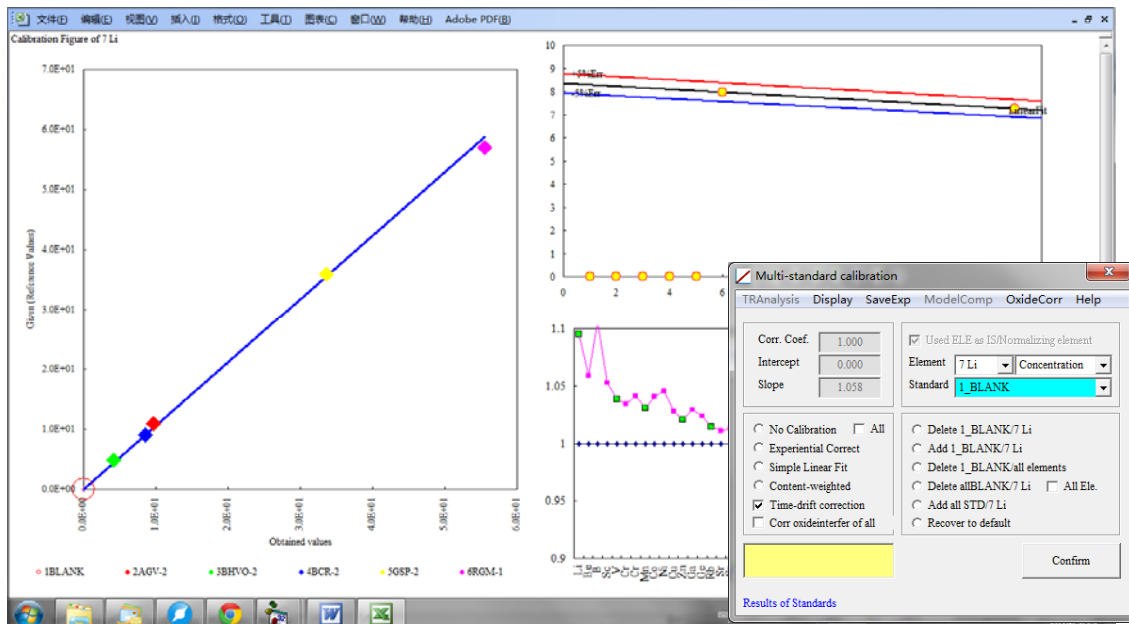 文件(F) 编辑(E) 视图(V) 插入(I) 格式(O) 工具(T) 图表(C) 窗口(W) 帮助(H) Adobe PDF(B)
Calibration Figure of 7 Li
7.0E+01
6.0E+01
5.0E+01
4.0E+01
3.0E+01
2.0E+01
1.0E+01
0.0E+00
Given (Reference Values)
0.0E+00 1.0E+01 2.0E+01 3.0E+01 4.0E+01 5.0E+01 6.0E+01
Obtained values
1BLANK 2AGV-2 3BHVO-2 4BCR-2 5GSP-2 6RGM-1
10
9
8
7
6
5
4
3
2
1
0
+5%Err
-5%Err
LinearFit
0 2 4 6
1.1
1.05
1
0.95
0.9
Li Be B Sc V Cr
Multi-standard calibration
TRAnalysis Display SaveExp ModelComp OxideCorr Help
Corr. Coef. 1.000
Intercept 0.000
Slope 1.058
Used ELE as IS/Normalizing element
Element 7 Li Concentration
Standard 1_BLANK
No Calibration All
Experiential Correct
Simple Linear Fit
Content-weighted
Time-drift correction
Corr oxideinterfer of all
Delete 1_BLANK/7 Li
Add 1_BLANK/7 Li
Delete 1_BLANK/all elements
Delete allBLANK/7 Li All Ele.
Add all STD/7 Li
Recover to default
Confirm
Results of Standards